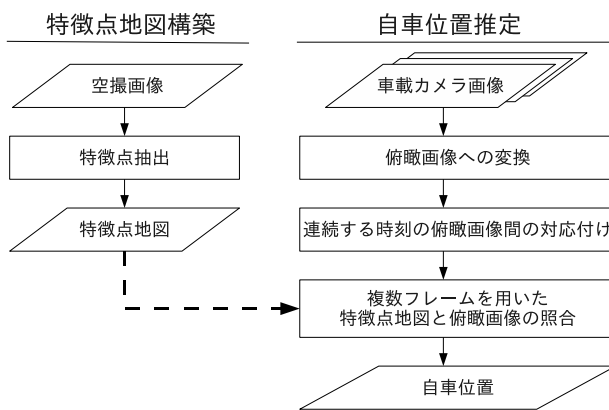 特徴点地図構築
空撮画像
特徴点抽出
特徴点地図
自車位置推定
車載カメラ画像
俯瞰画像への変換
連続する時刻の俯瞰画像間の対応付け
複数フレームを用いた
特徴点地図と俯瞰画像の照合
自車位置